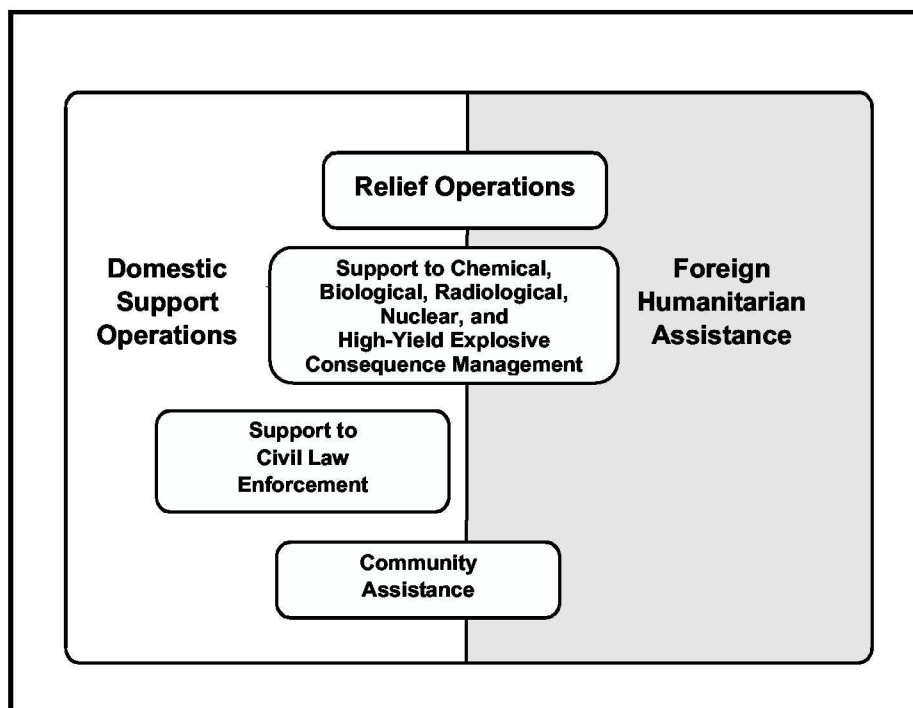 Relief Operations
Domestic
Support
Operations
Support to Chemical,
Biological, Radiological,
Nuclear, and
High-Yield Explosive
Consequence Management
Foreign
Humanitarian
Assistance
Support to
Civil Law
Enforcement
Community
Assistance